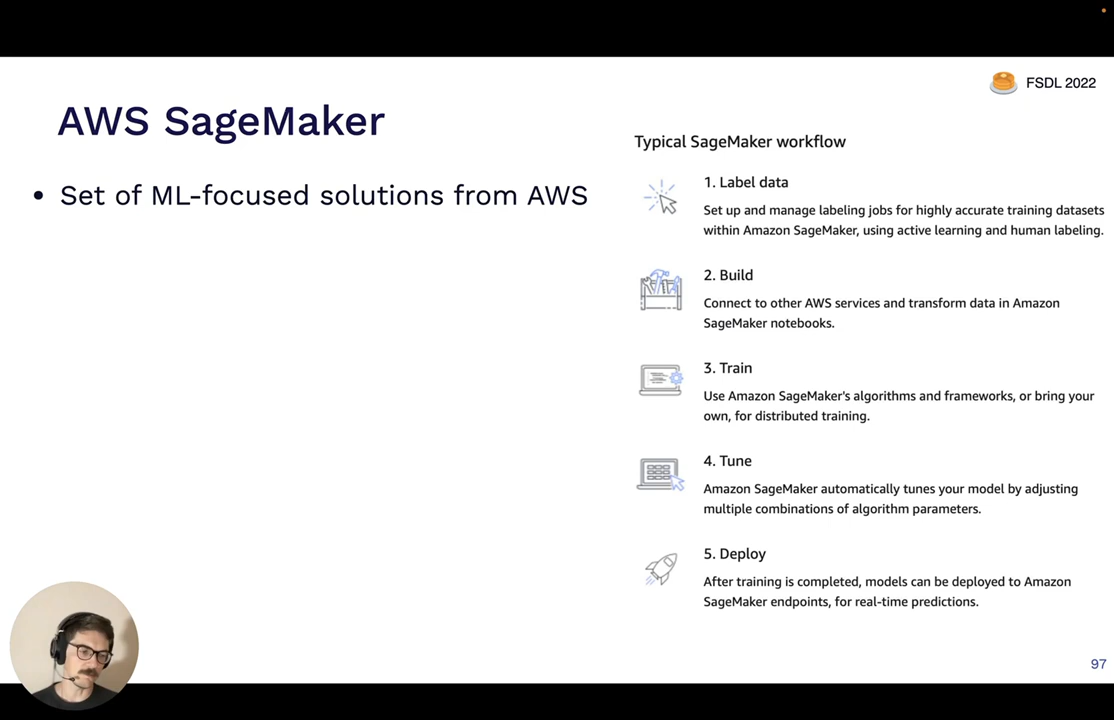 FSDL 2022
AWS SageMaker
• Set of ML-focused solutions from AWS
Typical SageMaker workflow
1. Label data
Set up and manage labeling jobs for highly accurate training datasets
within Amazon SageMaker, using active learning and human labeling.
2. Build
Connect to other AWS services and transform data in Amazon
SageMaker notebooks.
3. Train
Use Amazon SageMaker's algorithms and frameworks, or bring your
own, for distributed training.
4. Tune
Amazon SageMaker automatically tunes your model by adjusting
multiple combinations of algorithm parameters.
5. Deploy
After training is completed, models can be deployed to Amazon
SageMaker endpoints, for real-time predictions.
97